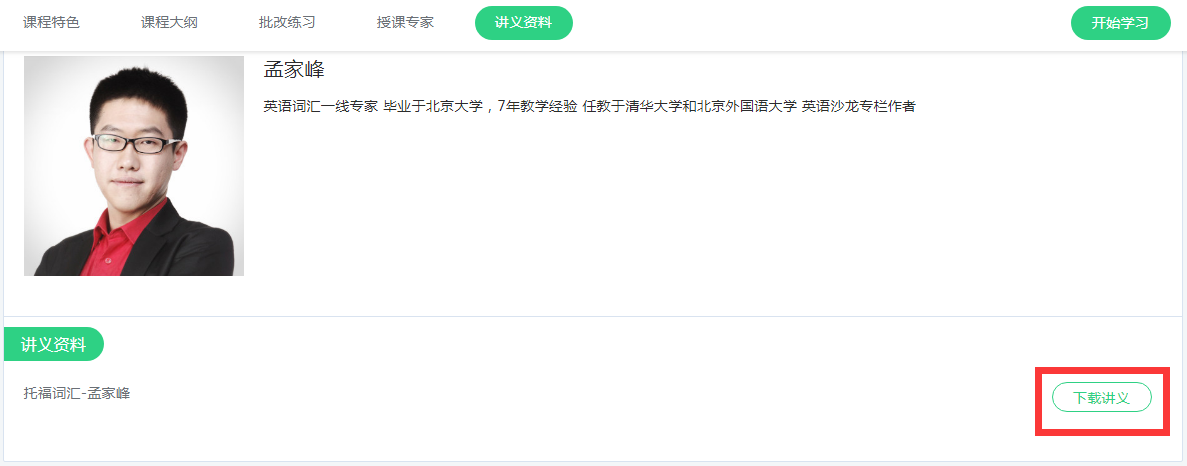 课程特色 课程大纲 批改练习 授课专家 讲义资料 开始学习
孟家峰
英语词汇一线专家 毕业于北京大学，7年教学经验 任教于清华大学和北京外国语大学 英语沙龙专栏作者
讲义资料
托福词汇-孟家峰
下载讲义